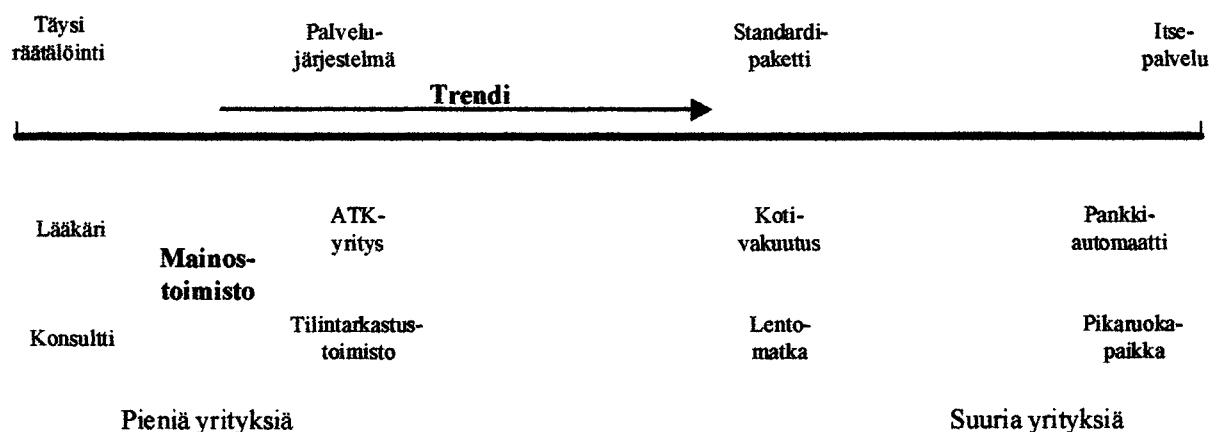 Täysi
räätälöinti
Palvelu-
järjestelmä
Standardi-
paketti
Itse-
palvelu
Trendi
Lääkäri
ATK-
yritys
Koti-
vakuutus
Pankki-
automaatti
Mainos-
toimisto
Konsultti
Tilintarkastus-
toimisto
Lento-
matka
Pikaruoka-
paikka
Pieniä yrityksiä
Suuria yrityksiä